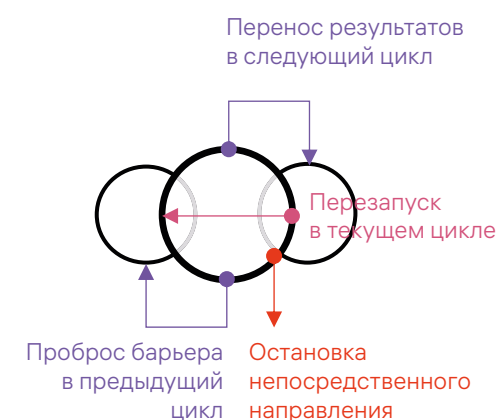 Перенос результатов
в следующий цикл
Перезапуск
в текущем цикле
Проброс барьера
в предыдущий
цикл
Остановка
непосредственного
направления